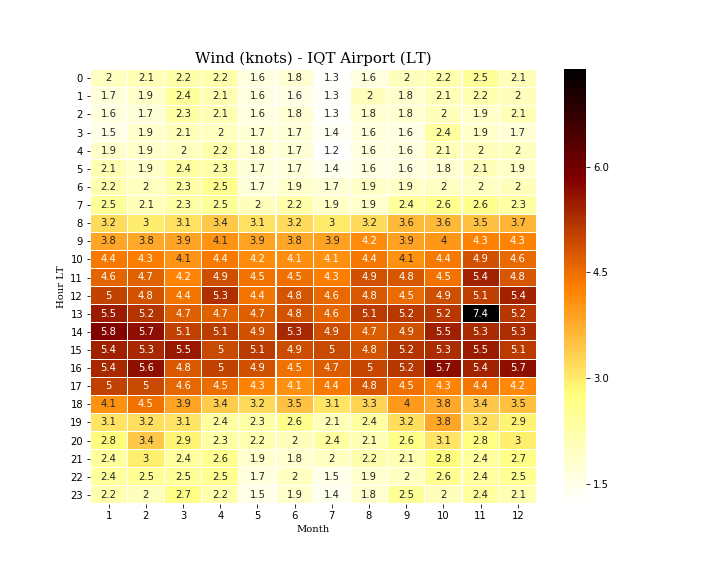 Wind (knots) - IQT Airport (LT)
0 2 2.1 2.2 2.2 1.6 1.8 1.3 1.6 2 2.2 2.5 2.1
1 1.7 1.9 2.4 2.1 1.6 1.6 1.3 2 1.8 2.1 2.2 2
2 1.6 1.7 2.3 2.1 1.6 1.8 1.3 1.8 1.8 2 1.9 2.1
3 1.5 1.9 2.1 2 1.7 1.7 1.4 1.6 1.6 2.4 1.9 1.7
4 1.9 1.9 2 2.2 1.8 1.7 1.2 1.6 1.6 2.1 2 2
5 2.1 1.9 2.4 2.3 1.7 1.7 1.4 1.6 1.6 1.8 2.1 1.9
6 2.2 2 2.3 2.5 1.7 1.9 1.7 1.9 1.9 2 2 2
7 2.5 2.1 2.3 2.5 2 2.2 1.9 1.9 2.4 2.6 2.6 2.3
8 3.2 3 3.1 3.4 3.1 3.2 3 3.2 3.6 3.6 3.5 3.7
9 3.8 3.8 3.9 4.1 3.9 3.8 3.9 4.2 3.9 4 4.3 4.3
10 4.4 4.3 4.1 4.4 4.2 4.1 4.1 4.4 4.1 4.4 4.9 4.6
11 4.6 4.7 4.2 4.9 4.5 4.5 4.3 4.9 4.8 4.5 5.4 4.8
12 5 4.8 4.4 5.3 4.4 4.8 4.6 4.8 4.5 4.9 5.1 5.4
13 5.5 5.2 4.7 4.7 4.7 4.8 4.6 5.1 5.2 5.2 7.4 5.2
14 5.8 5.7 5.1 5.1 4.9 5.3 4.9 4.7 4.9 5.5 5.3 5.3
15 5.4 5.3 5.5 5 5.1 4.9 5 4.8 5.2 5.3 5.5 5.1
16 5.4 5.6 4.8 5 4.9 4.5 4.7 5 5.2 5.7 5.4 5.7
17 5 5 4.6 4.5 4.3 4.1 4.4 4.8 4.5 4.3 4.4 4.2
18 4.1 4.5 3.9 3.4 3.2 3.5 3.1 3.3 4 3.8 3.4 3.5
19 3.1 3.2 3.1 2.4 2.3 2.6 2.1 2.4 3.2 3.8 3.2 2.9
20 2.8 3.4 2.9 2.3 2.2 2 2.4 2.1 2.6 3.1 2.8 3
21 2.4 3 2.4 2.6 1.9 1.8 2 2.2 2.1 2.8 2.4 2.7
22 2.4 2.5 2.5 2.5 1.7 2 1.5 1.9 2 2.6 2.4 2.5
23 2.2 2 2.7 2.2 1.5 1.9 1.4 1.8 2.5 2 2.4 2.1
1 2 3 4 5 6 7 8 9 10 11 12
Month
Hour LT
6.0
4.5
3.0
1.5